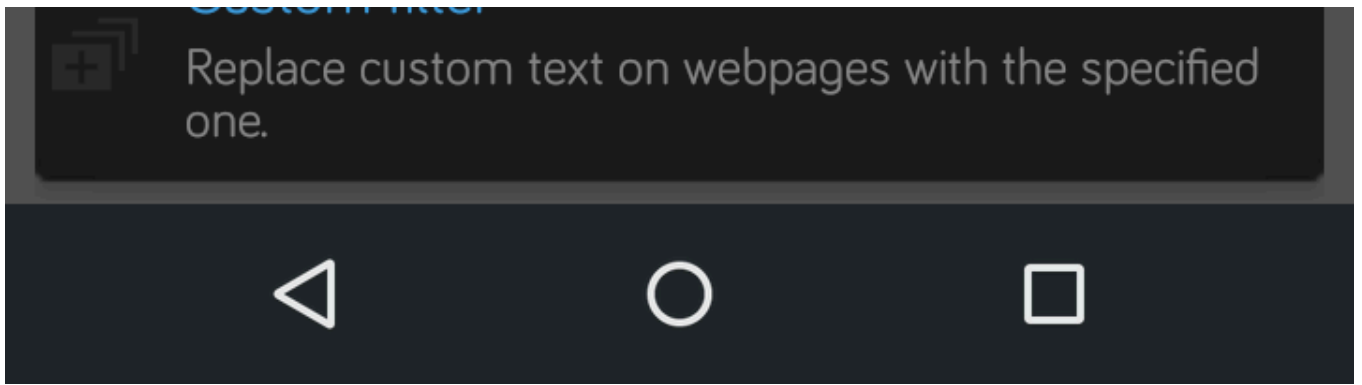 Replace custom text on webpages with the specified
one.